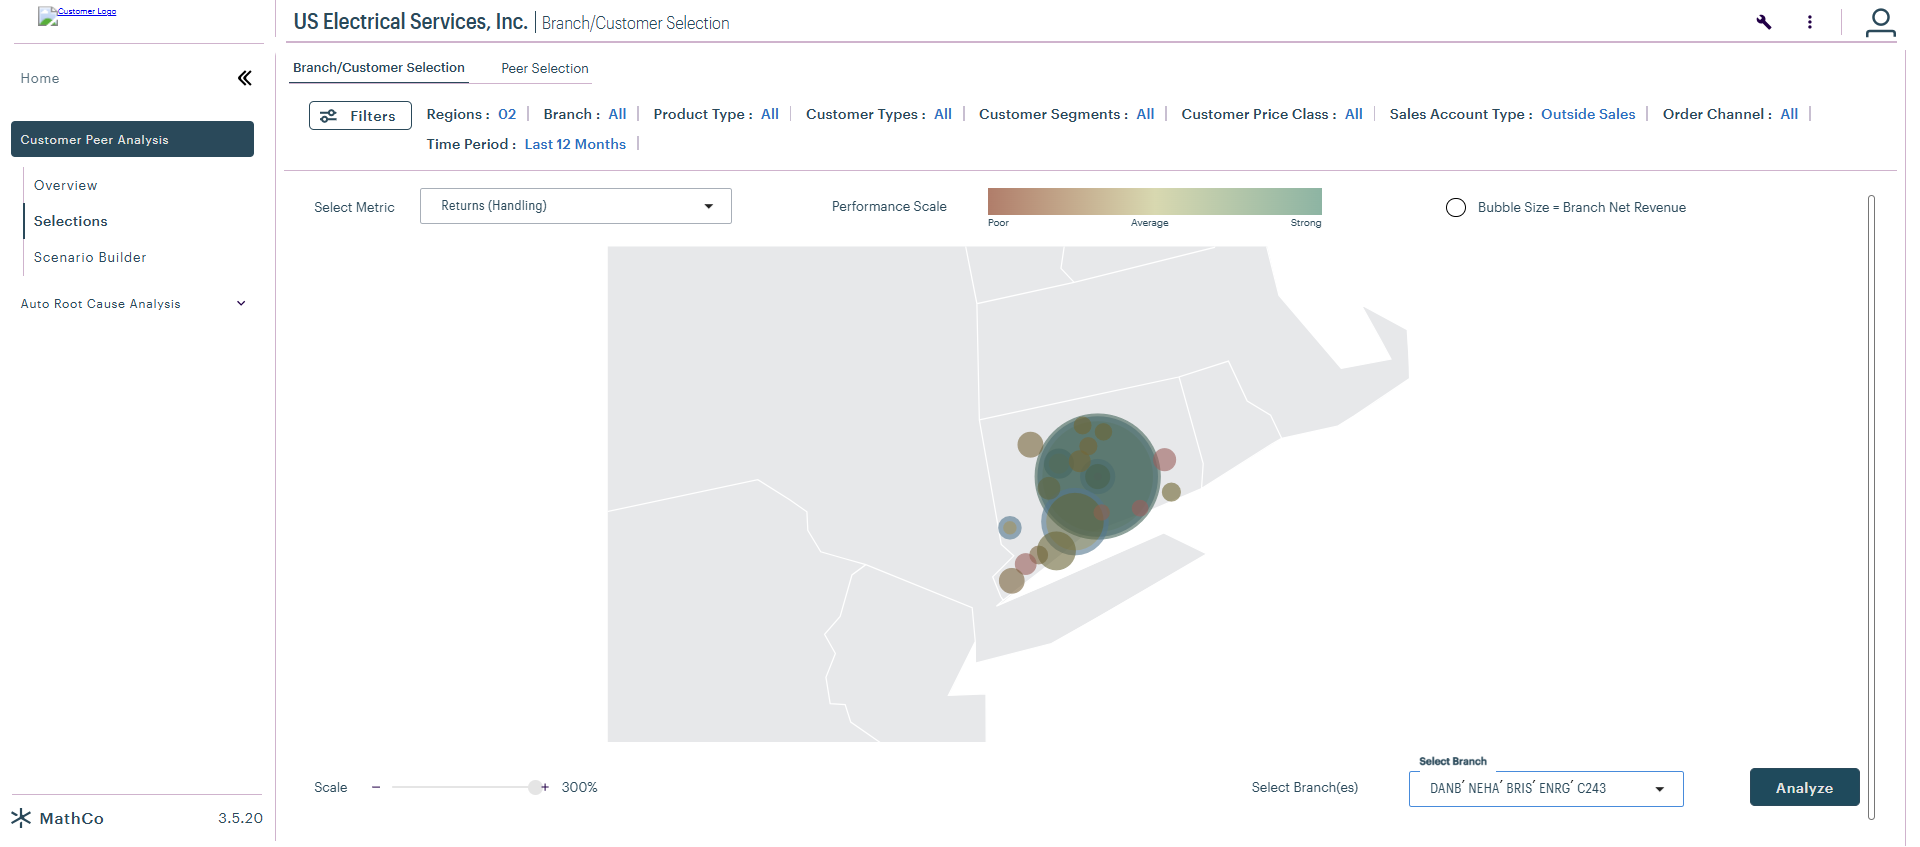 Customer Logo
US Electrical Services, Inc. | Branch/Customer Selection
Home
Branch/Customer Selection
Peer Selection
Filters
Regions : 02 | Branch : All | Product Type : All | Customer Types : All | Customer Segments : All | Customer Price Class : All | Sales Account Type : Outside Sales | Order Channel : All |
Time Period : Last 12 Months |
Customer Peer Analysis
Overview
Selections
Scenario Builder
Auto Root Cause Analysis
Select Metric
Returns (Handling)
Performance Scale
Poor Average Strong
Bubble Size = Branch Net Revenue
Scale
− + 300%
Select Branch(es)
Select Branch
DANB′ NEHA′ BRIS′ ENRG′ C243
Analyze
MathCo
3.5.20